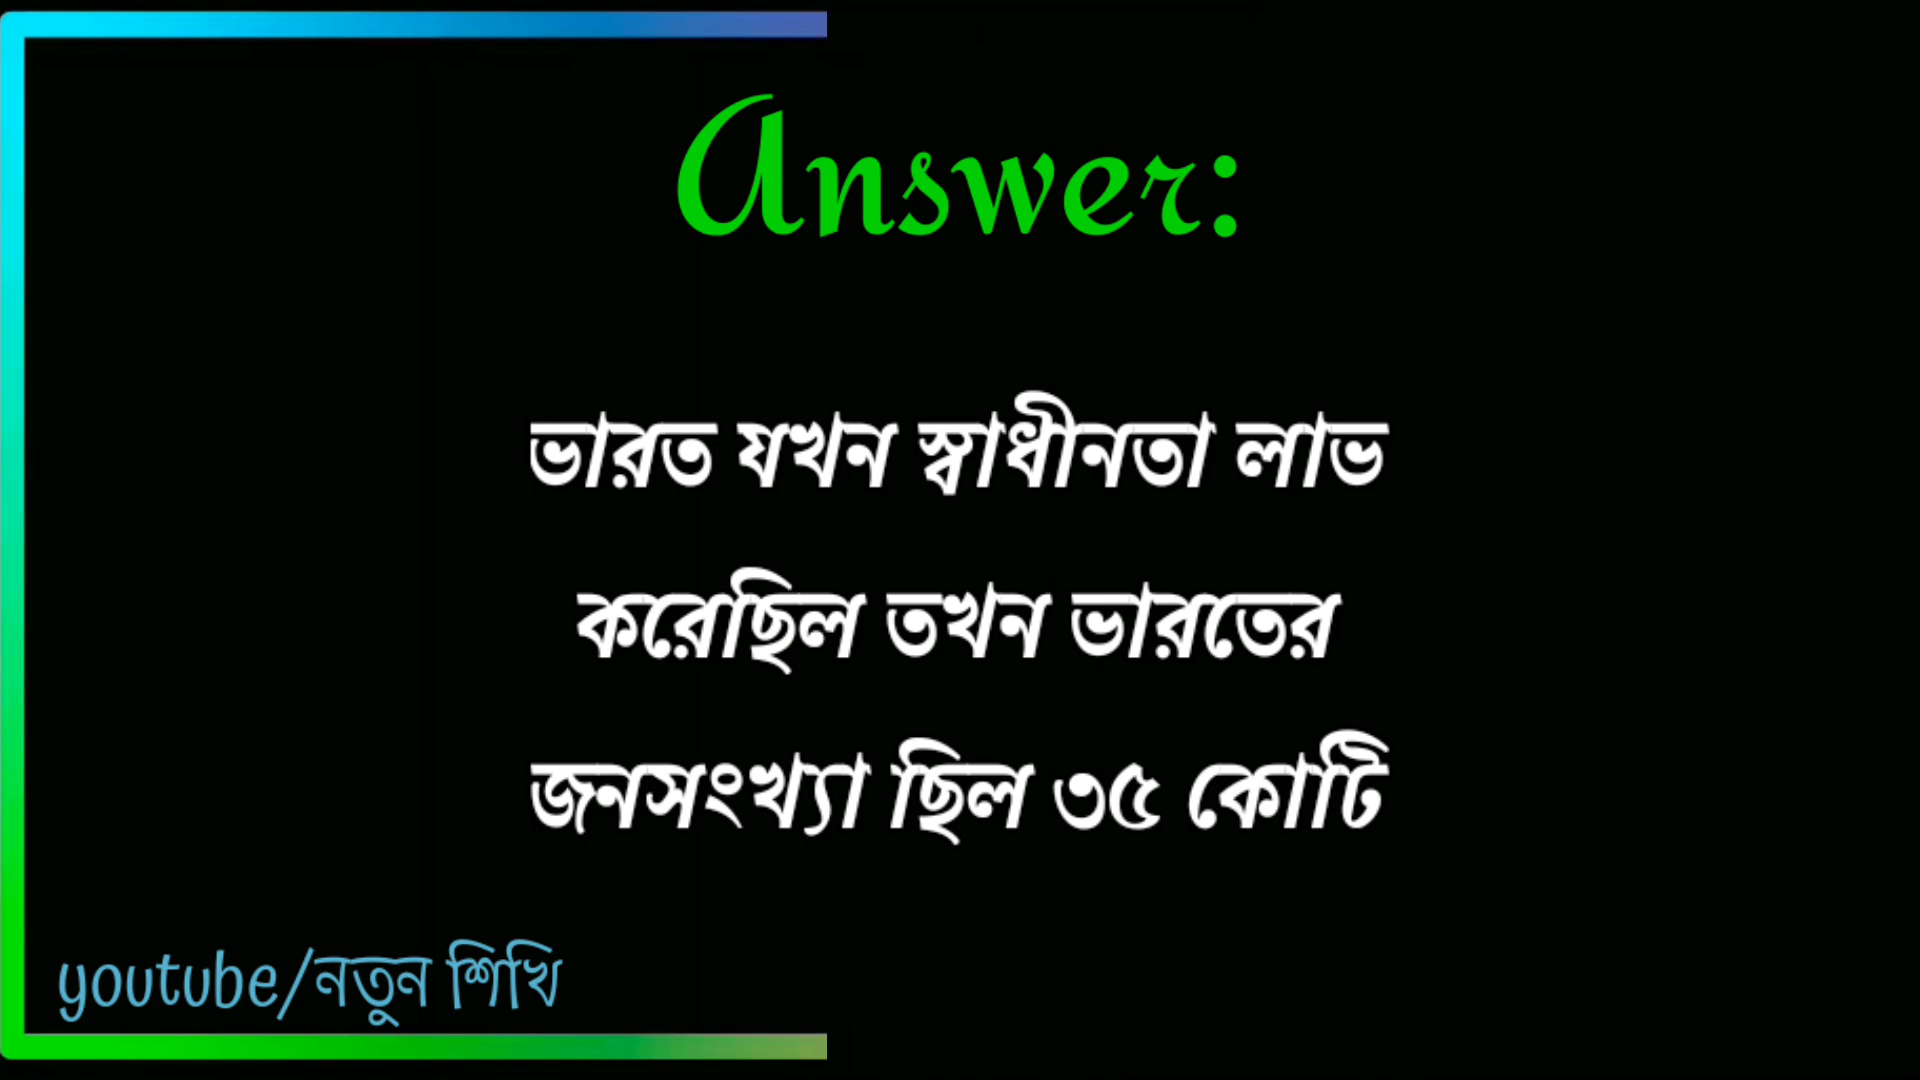 Answer:
ভারত যখন স্বাধীনতা লাভ
করেছিল তখন ভারতের
জনসংখ্যা ছিল ৩৫ কোটি
youtube/নতুন শিখি